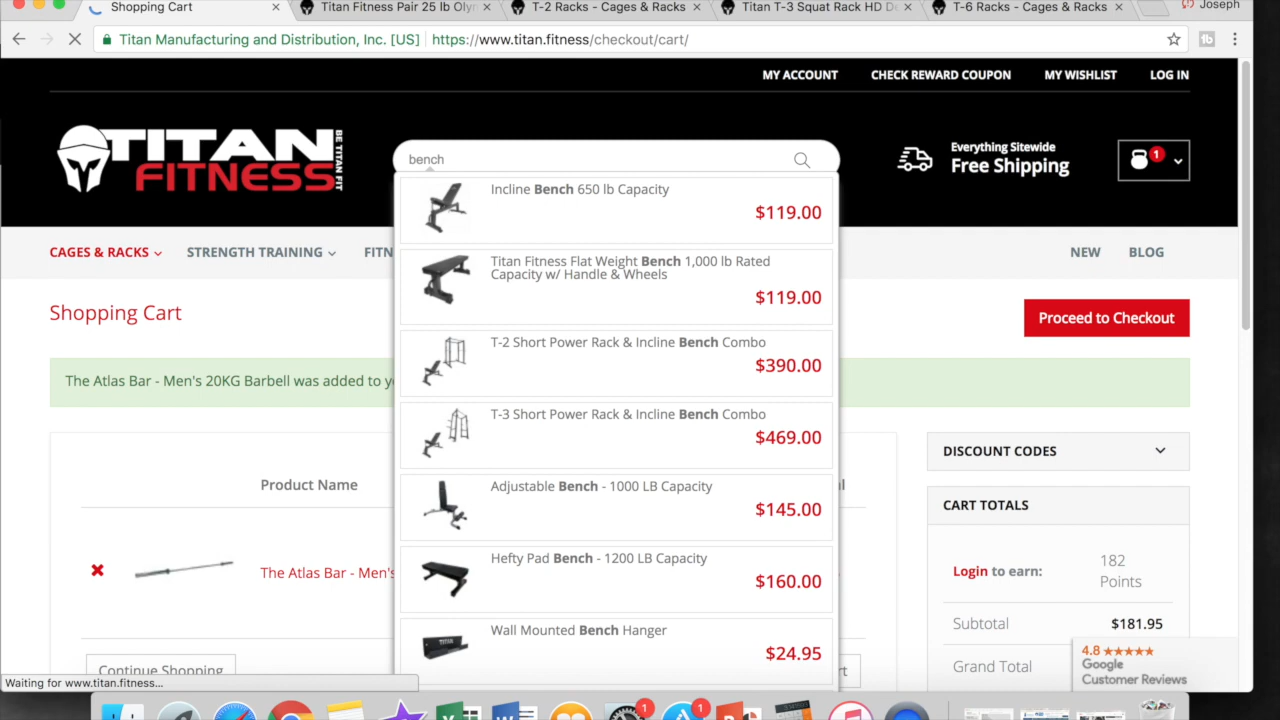 Shopping Cart
Titan Fitness Pair 25 lb Olym
T-2 Racks - Cages & Racks
Titan T-3 Squat Rack HD De
T-6 Racks - Cages & Racks
Joseph
Titan Manufacturing and Distribution, Inc. [US]
https://www.titan.fitness/checkout/cart/
MY ACCOUNT
CHECK REWARD COUPON
MY WISHLIST
LOG IN
TITAN
FITNESS
BE TITAN FIT
bench
Everything Sitewide
Free Shipping
1
CAGES & RACKS
STRENGTH TRAINING
FITN
NEW
BLOG
Incline Bench 650 lb Capacity
$119.00
Titan Fitness Flat Weight Bench 1,000 lb Rated
Capacity w/ Handle & Wheels
$119.00
T-2 Short Power Rack & Incline Bench Combo
$390.00
T-3 Short Power Rack & Incline Bench Combo
$469.00
Adjustable Bench - 1000 LB Capacity
$145.00
Hefty Pad Bench - 1200 LB Capacity
$160.00
Wall Mounted Bench Hanger
TITAN
$24.95
Shopping Cart
Proceed to Checkout
The Atlas Bar - Men's 20KG Barbell was added to yo
Product Name
The Atlas Bar - Men's
Continue Shopping
DISCOUNT CODES
CART TOTALS
Login to earn:
182
Points
Subtotal
$181.95
Grand Total
4.8
Google
Customer Reviews
Waiting for www.titan.fitness...
1
1